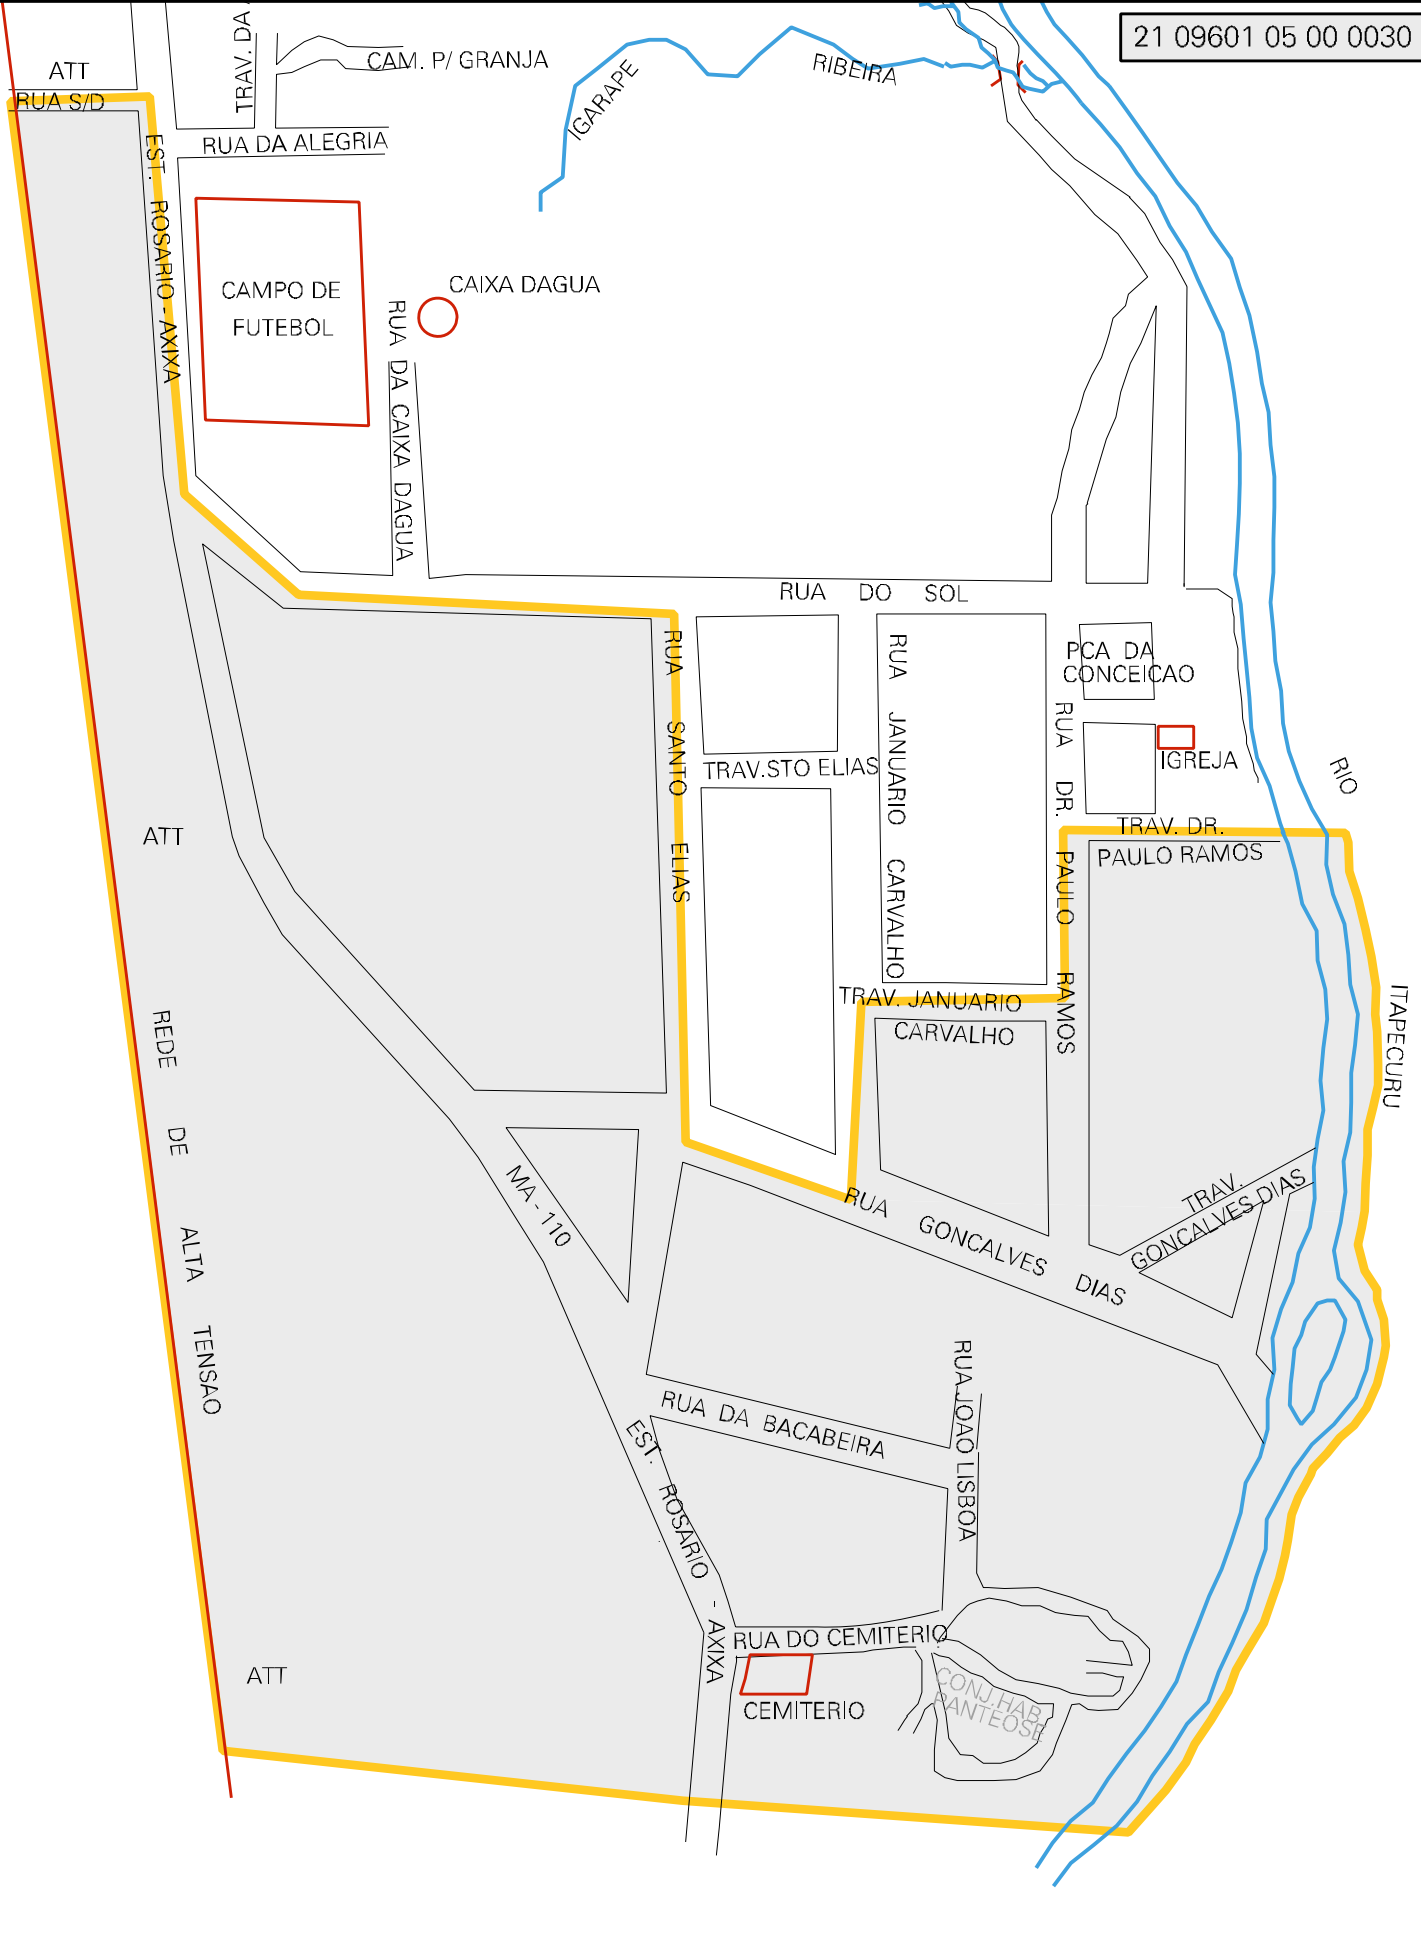 21 09601 05 00 0030
TRAV. DA
CAM. P/ GRANJA
IGARAPE
RIBEIRA
ATT
RUA S/D
RUA DA ALEGRIA
EST. ROSARIO - AXIXA
CAMPO DE
FUTEBOL
CAIXA DAGUA
RUA DA CAIXA DAGUA
RUA DO SOL
RUA SANTO ELIAS
RUA JANUARIO CARVALHO
PCA DA
CONCEICAO
RUA DR. PAULO RAMOS
TRAV.STO ELIAS
IGREJA
RIO
ITAPECURU
ATT
TRAV. DR.
PAULO RAMOS
TRAV. JANUARIO
CARVALHO
REDE DE ALTA TENSAO
MA - 110
RUA GONCALVES DIAS
TRAV.
GONCALVES DIAS
RUA JOAO LISBOA
RUA DA BACABEIRA
EST. ROSARIO - AXIXA
RUA DO CEMITERIO
ATT
CEMITERIO
CONJ.HAB.
PANTEOSE